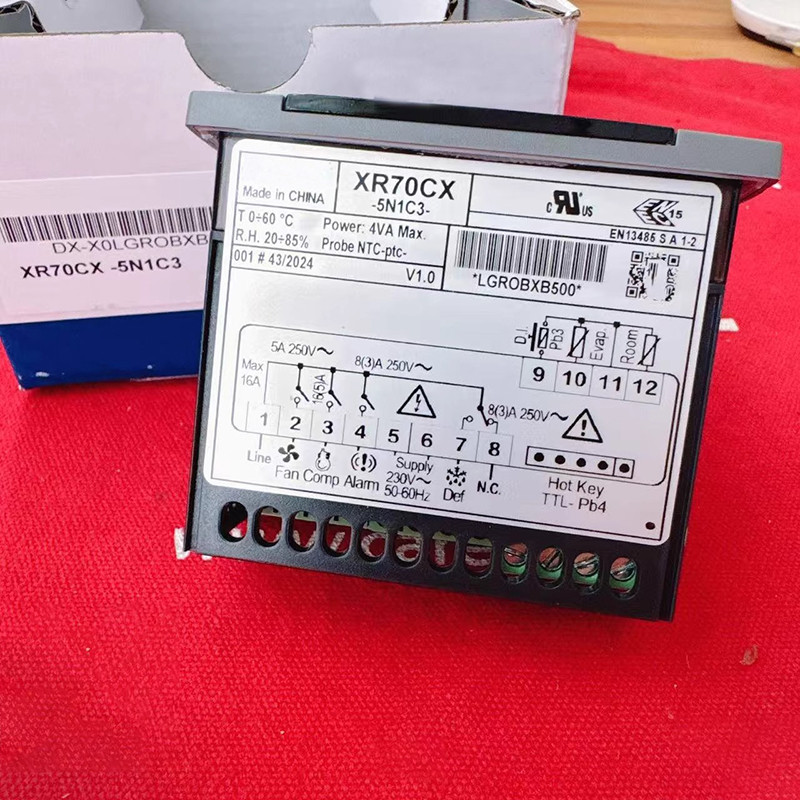 DX-X0LGROBXB
XR70CX -5N1C3
Made in CHINA
XR70CX
-5N1C3-
c RU US
15
EN13485 S A 1-2
T 0÷60 °C
Power: 4VA Max.
R.H. 20÷85%
Probe NTC-ptc-
001 # 43/2024
V1.0
*LGROBXB500*
5A 250V~
8(3)A 250V~
Max
16A
16(5)A
8(3)A 250V~
D.I.
Pb3
Evap.
Room
9 10 11 12
1 2 3 4 5 6 7 8
Line
Fan Comp Alarm
Supply
230V~
50-60Hz
Def
N.C.
Hot Key
TTL- Pb4